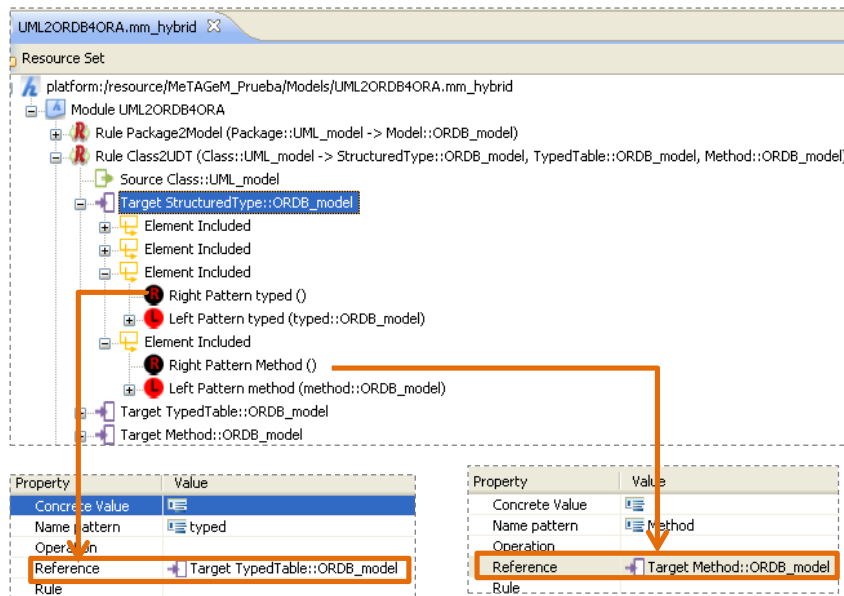 UML2ORDB4ORA.mm_hybrid
Resource Set
platform:/resource/MeTAGeM_Prueba/Models/UML2ORDB4ORA.mm_hybrid
Module UML2ORDB4ORA
Rule Package2Model (Package::UML_model -> Model::ORDB_model)
Rule Class2UDT (Class::UML_model -> StructuredType::ORDB_model, TypedTable::ORDB_model, Method::ORDB_model)
Source Class::UML_model
Target StructuredType::ORDB_model
Element Included
Element Included
Element Included
R Right Pattern typed ()
L Left Pattern typed (typed::ORDB_model)
Element Included
R Right Pattern Method ()
L Left Pattern method (method::ORDB_model)
Target TypedTable::ORDB_model
Target Method::ORDB_model
Property Value
Concrete Value
Name pattern typed
Operation
Reference Target TypedTable::ORDB_model
Rule
Property Value
Concrete Value
Name pattern Method
Operation
Reference Target Method::ORDB_model
Rule